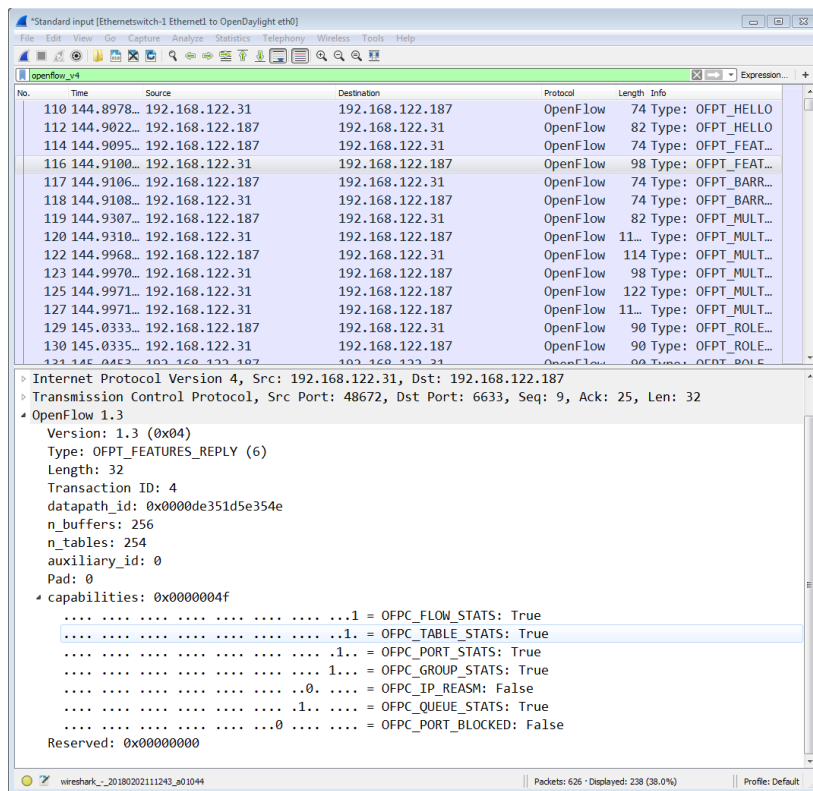 *Standard input [Ethernetswitch-1 Ethernet1 to OpenDaylight eth0]
File Edit View Go Capture Analyze Statistics Telephony Wireless Tools Help
openflow_v4 Expression... +
No. Time Source Destination Protocol Length Info
110 144.8978… 192.168.122.31 192.168.122.187 OpenFlow 74 Type: OFPT_HELLO
112 144.9022… 192.168.122.187 192.168.122.31 OpenFlow 82 Type: OFPT_HELLO
114 144.9095… 192.168.122.187 192.168.122.31 OpenFlow 74 Type: OFPT_FEAT…
116 144.9100… 192.168.122.31 192.168.122.187 OpenFlow 98 Type: OFPT_FEAT…
117 144.9106… 192.168.122.187 192.168.122.31 OpenFlow 74 Type: OFPT_BARR…
118 144.9108… 192.168.122.31 192.168.122.187 OpenFlow 74 Type: OFPT_BARR…
119 144.9307… 192.168.122.187 192.168.122.31 OpenFlow 82 Type: OFPT_MULT…
120 144.9310… 192.168.122.31 192.168.122.187 OpenFlow 11… Type: OFPT_MULT…
122 144.9968… 192.168.122.187 192.168.122.31 OpenFlow 114 Type: OFPT_MULT…
123 144.9970… 192.168.122.31 192.168.122.187 OpenFlow 98 Type: OFPT_MULT…
125 144.9971… 192.168.122.31 192.168.122.187 OpenFlow 122 Type: OFPT_MULT…
127 144.9971… 192.168.122.31 192.168.122.187 OpenFlow 11… Type: OFPT_MULT…
129 145.0333… 192.168.122.187 192.168.122.31 OpenFlow 90 Type: OFPT_ROLE…
130 145.0335… 192.168.122.31 192.168.122.187 OpenFlow 90 Type: OFPT_ROLE…
131 145.0453… 192.168.122.187 192.168.122.31 OpenFlow 90 Type: OFPT_ROLE…
Internet Protocol Version 4, Src: 192.168.122.31, Dst: 192.168.122.187
Transmission Control Protocol, Src Port: 48672, Dst Port: 6633, Seq: 9, Ack: 25, Len: 32
OpenFlow 1.3
Version: 1.3 (0x04)
Type: OFPT_FEATURES_REPLY (6)
Length: 32
Transaction ID: 4
datapath_id: 0x0000de351d5e354e
n_buffers: 256
n_tables: 254
auxiliary_id: 0
Pad: 0
capabilities: 0x0000004f
.... .... .... .... .... .... .... ...1 = OFPC_FLOW_STATS: True
.... .... .... .... .... .... .... ..1. = OFPC_TABLE_STATS: True
.... .... .... .... .... .... .... .1.. = OFPC_PORT_STATS: True
.... .... .... .... .... .... .... 1... = OFPC_GROUP_STATS: True
.... .... .... .... .... .... ..0. .... = OFPC_IP_REASM: False
.... .... .... .... .... .... .1.. .... = OFPC_QUEUE_STATS: True
.... .... .... .... .... ...0 .... .... = OFPC_PORT_BLOCKED: False
Reserved: 0x00000000
wireshark_-_20180202111243_a01044 Packets: 626 · Displayed: 238 (38.0%) Profile: Default